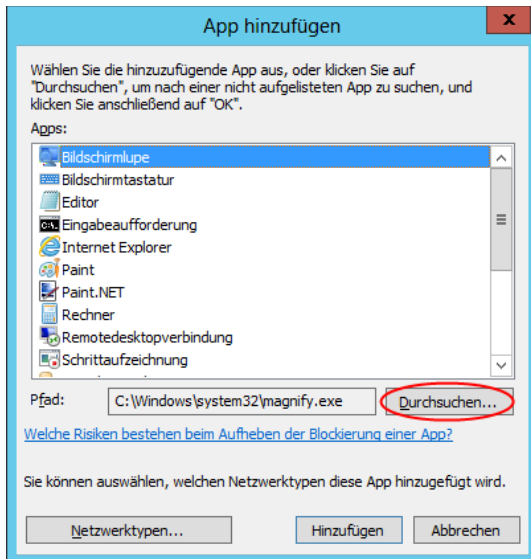 App hinzufügen
x
Wählen Sie die hinzuzufügende App aus, oder klicken Sie auf
"Durchsuchen", um nach einer nicht aufgelisteten App zu suchen, und
klicken Sie anschließend auf "OK".
Apps:
Bildschirmlupe
Bildschirmtastatur
Editor
Eingabeaufforderung
Internet Explorer
Paint
Paint.NET
Rechner
Remotedesktopverbindung
Schrittaufzeichnung
Pfad: C:\Windows\system32\magnify.exe Durchsuchen...
Welche Risiken bestehen beim Aufheben der Blockierung einer App?
Sie können auswählen, welchen Netzwerktypen diese App hinzugefügt wird.
Netzwerktypen... Hinzufügen Abbrechen